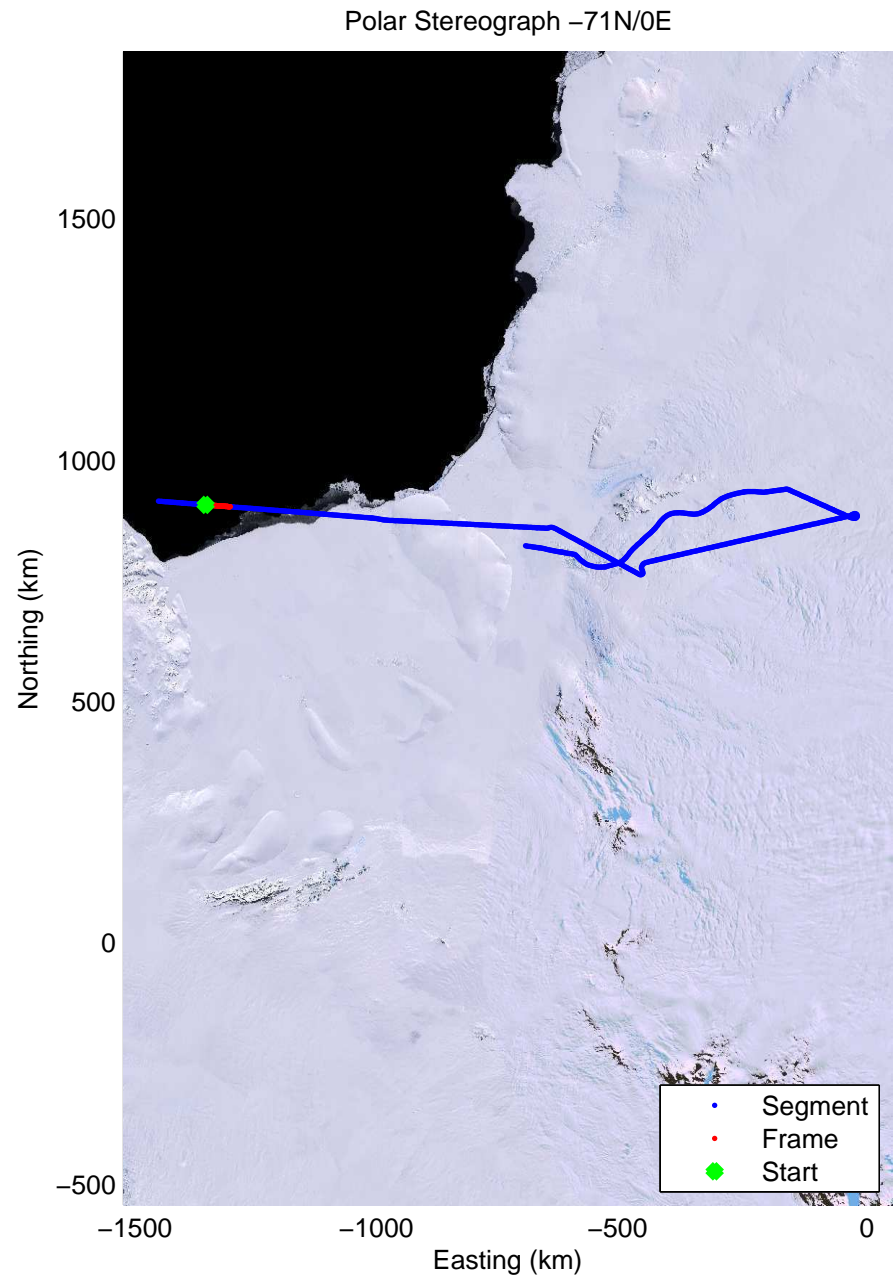 Polar Stereograph −71N/0E
1500
1000
500
0
−500
−1500
−1000
−500
0
Northing (km)
Easting (km)
Segment
Frame
Start